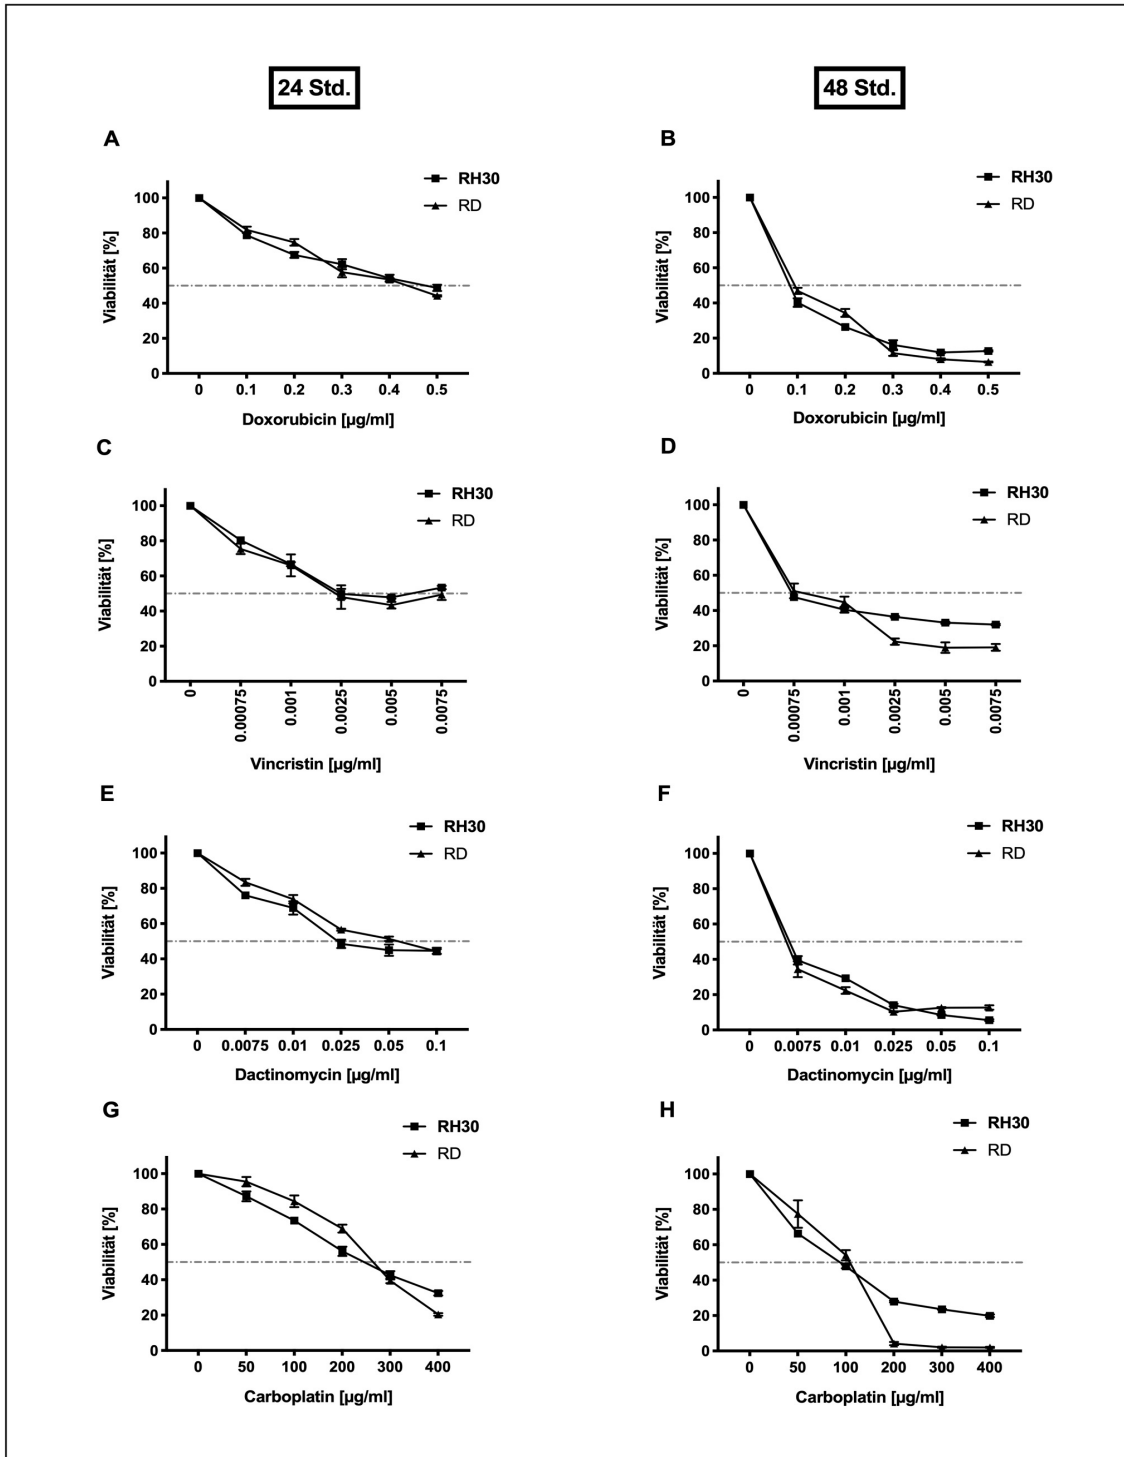 24 Std.
48 Std.
A
RH30
RD
Viabilität [%]
100
80
60
40
20
0
0 0.1 0.2 0.3 0.4 0.5
Doxorubicin [µg/ml]
B
RH30
RD
Viabilität [%]
100
80
60
40
20
0
0 0.1 0.2 0.3 0.4 0.5
Doxorubicin [µg/ml]
C
RH30
RD
Viabilität [%]
100
80
60
40
20
0
0 0.00075 0.001 0.0025 0.005 0.0075
Vincristin [µg/ml]
D
RH30
RD
Viabilität [%]
100
80
60
40
20
0
0 0.00075 0.001 0.0025 0.005 0.0075
Vincristin [µg/ml]
E
RH30
RD
Viabilität [%]
100
80
60
40
20
0
0 0.0075 0.01 0.025 0.05 0.1
Dactinomycin [µg/ml]
F
RH30
RD
Viabilität [%]
100
80
60
40
20
0
0 0.0075 0.01 0.025 0.05 0.1
Dactinomycin [µg/ml]
G
RH30
RD
Viabilität [%]
100
80
60
40
20
0
0 50 100 200 300 400
Carboplatin [µg/ml]
H
RH30
RD
Viabilität [%]
100
80
60
40
20
0
0 50 100 200 300 400
Carboplatin [µg/ml]